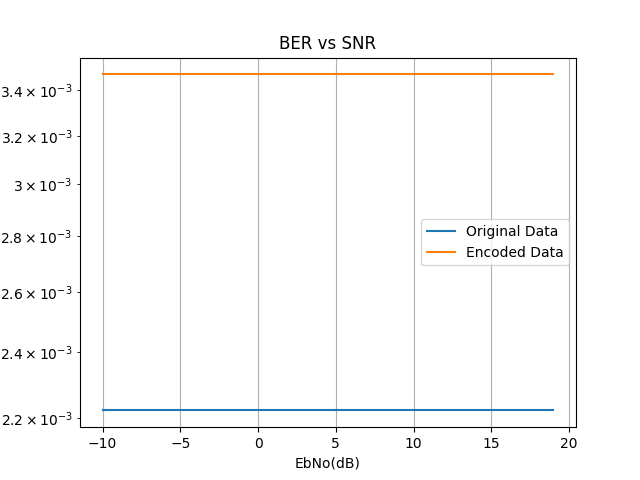 BER vs SNR
3.4 × 10⁻³
3.2 × 10⁻³
3 × 10⁻³
2.8 × 10⁻³
2.6 × 10⁻³
2.4 × 10⁻³
2.2 × 10⁻³
Original Data
Encoded Data
−10 −5 0 5 10 15 20
EbNo(dB)